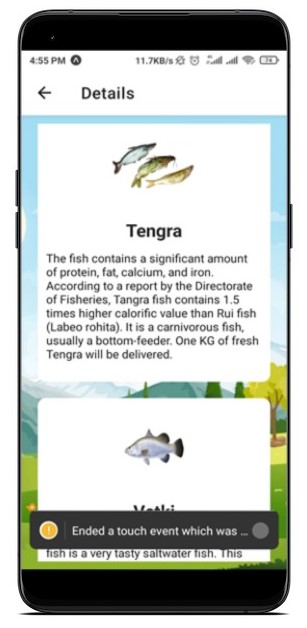 4:55 PM 11.7KB/s 74
Details
Tengra
The fish contains a significant amount
of protein, fat, calcium, and iron.
According to a report by the Directorate
of Fisheries, Tangra fish contains 1.5
times higher calorific value than Rui fish
(Labeo rohita). It is a carnivorous fish,
usually a bottom-feeder. One KG of fresh
Tengra will be delivered.
Vetki
Ended a touch event which was ...
fish is a very tasty saltwater fish. This